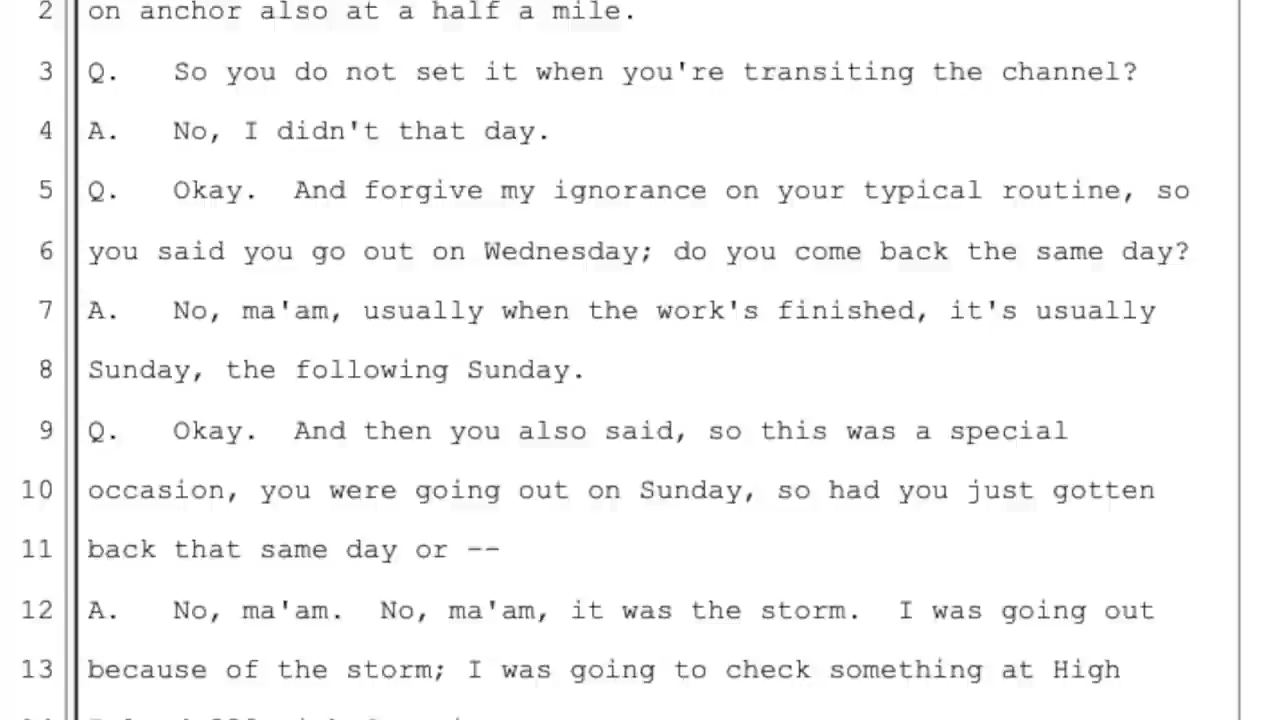 2 on anchor also at a half a mile.
3 Q. So you do not set it when you're transiting the channel?
4 A. No, I didn't that day.
5 Q. Okay. And forgive my ignorance on your typical routine, so
6 you said you go out on Wednesday; do you come back the same day?
7 A. No, ma'am, usually when the work's finished, it's usually
8 Sunday, the following Sunday.
9 Q. Okay. And then you also said, so this was a special
10 occasion, you were going out on Sunday, so had you just gotten
11 back that same day or --
12 A. No, ma'am. No, ma'am, it was the storm. I was going out
13 because of the storm; I was going to check something at High